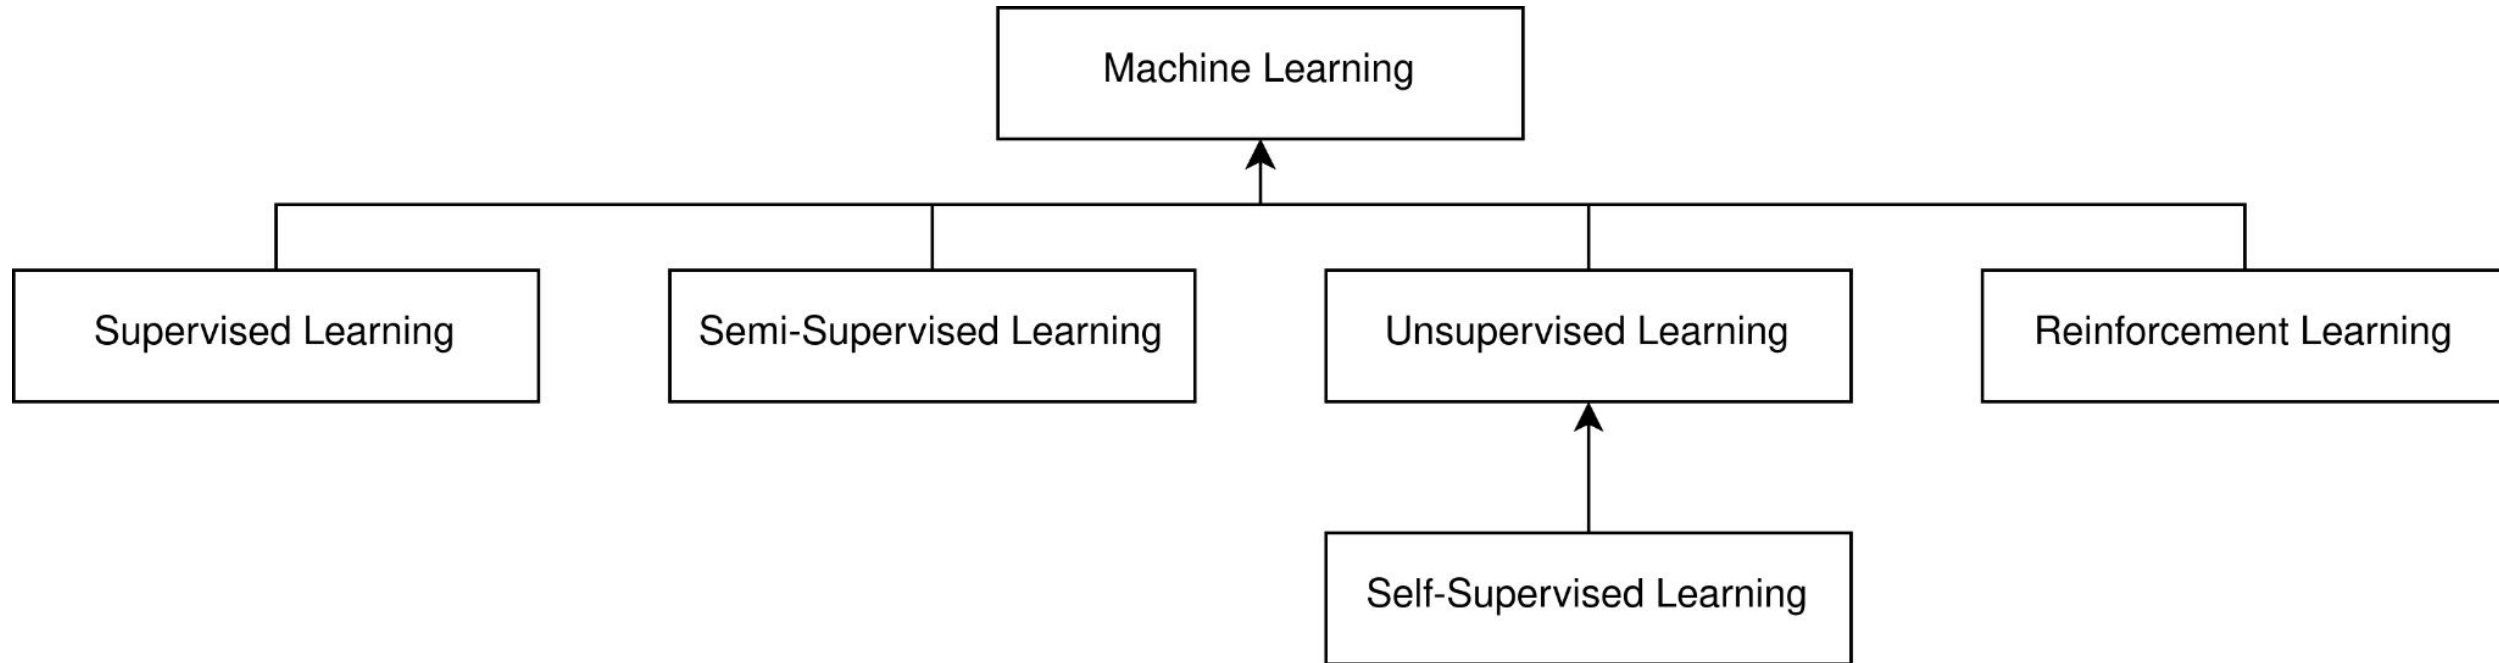 Machine Learning
Supervised Learning
Semi-Supervised Learning
Unsupervised Learning
Reinforcement Learning
Self-Supervised Learning